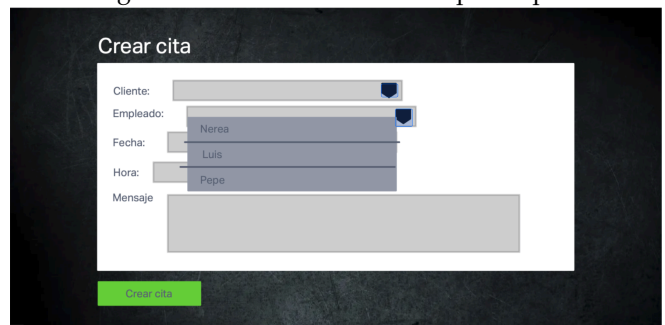 Crear cita
Cliente:
Empleado:
Nerea
Fecha:
Luis
Hora:
Pepe
Mensaje
Crear cita